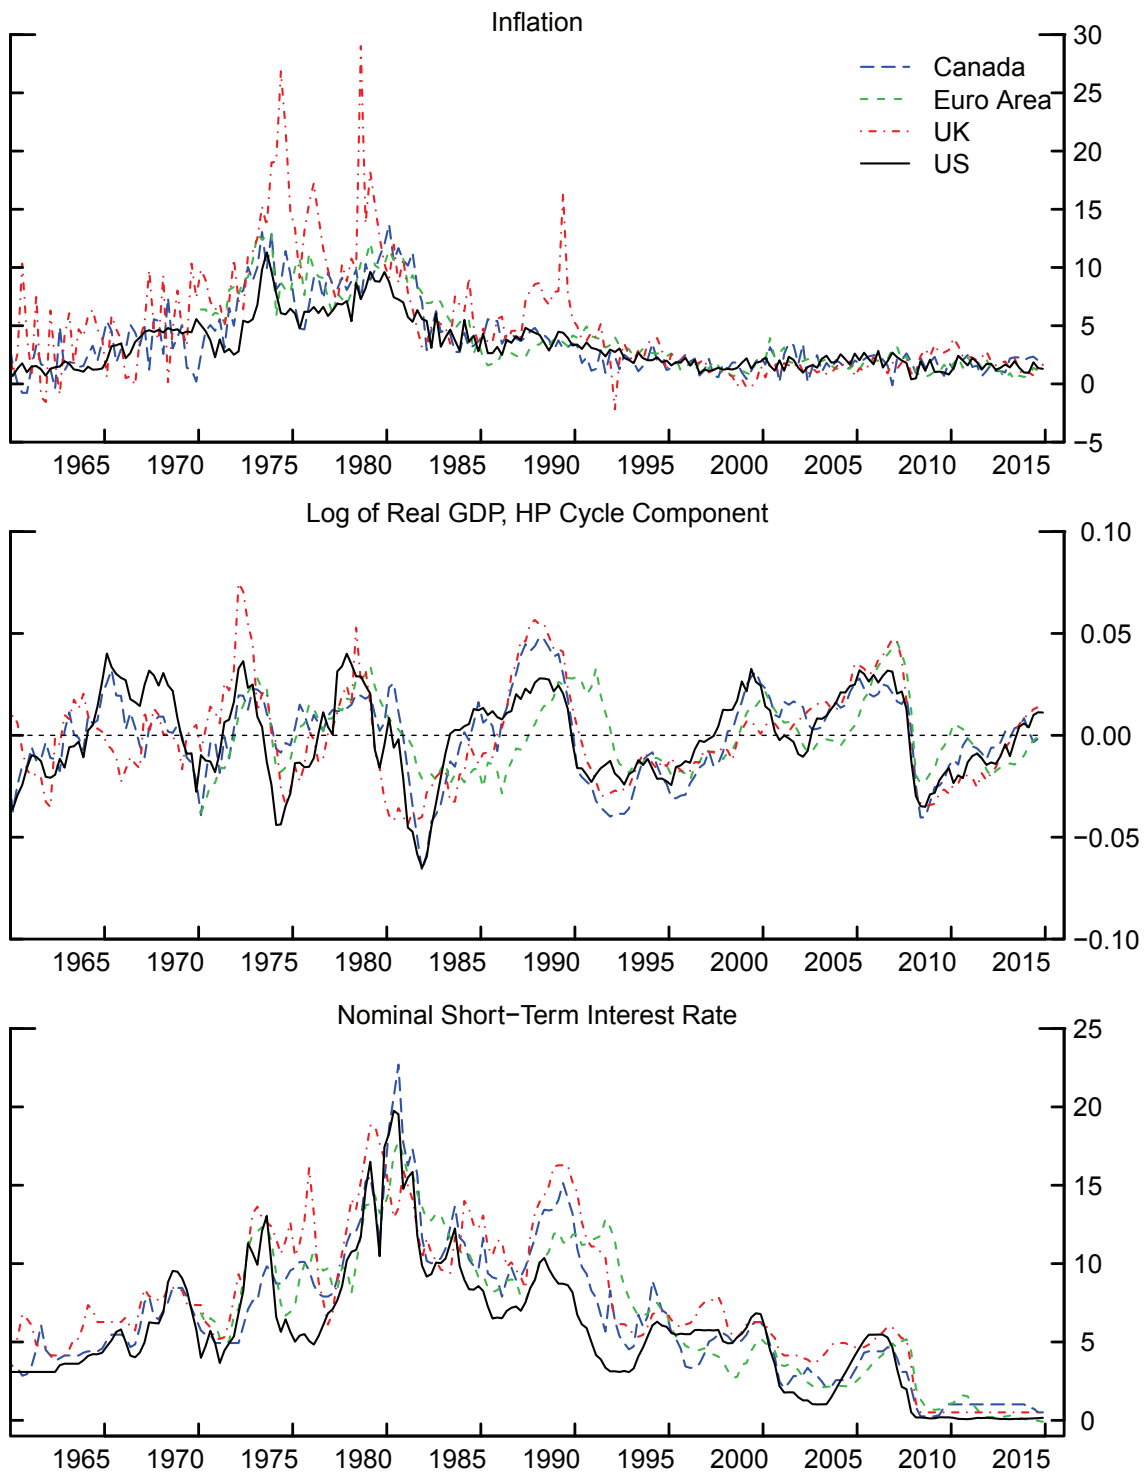 Inflation
Canada
Euro Area
UK
US
30
25
20
15
10
5
0
−5
1965 1970 1975 1980 1985 1990 1995 2000 2005 2010 2015
Log of Real GDP, HP Cycle Component
0.10
0.05
0.00
−0.05
−0.10
1965 1970 1975 1980 1985 1990 1995 2000 2005 2010 2015
Nominal Short−Term Interest Rate
25
20
15
10
5
0
1965 1970 1975 1980 1985 1990 1995 2000 2005 2010 2015